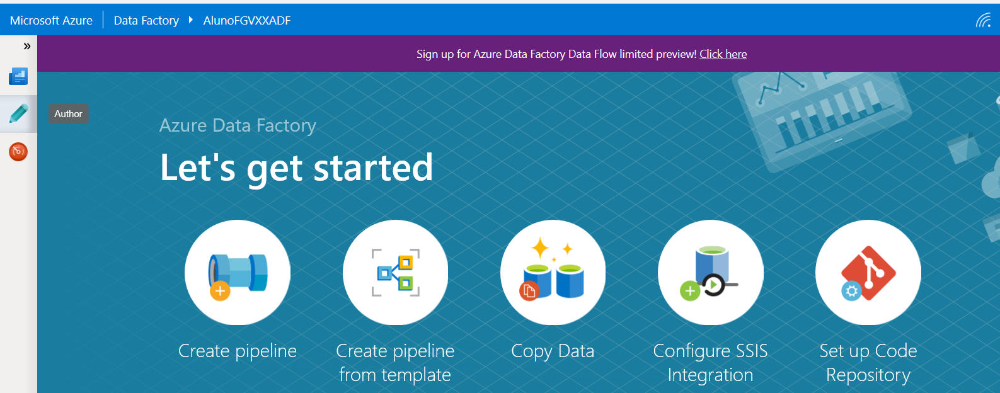 Microsoft Azure Data Factory AlunoFGVXXADF
»
Sign up for Azure Data Factory Data Flow limited preview! Click here
Author
Azure Data Factory
Let's get started
Create pipeline
Create pipeline
from template
Copy Data
Configure SSIS
Integration
Set up Code
Repository